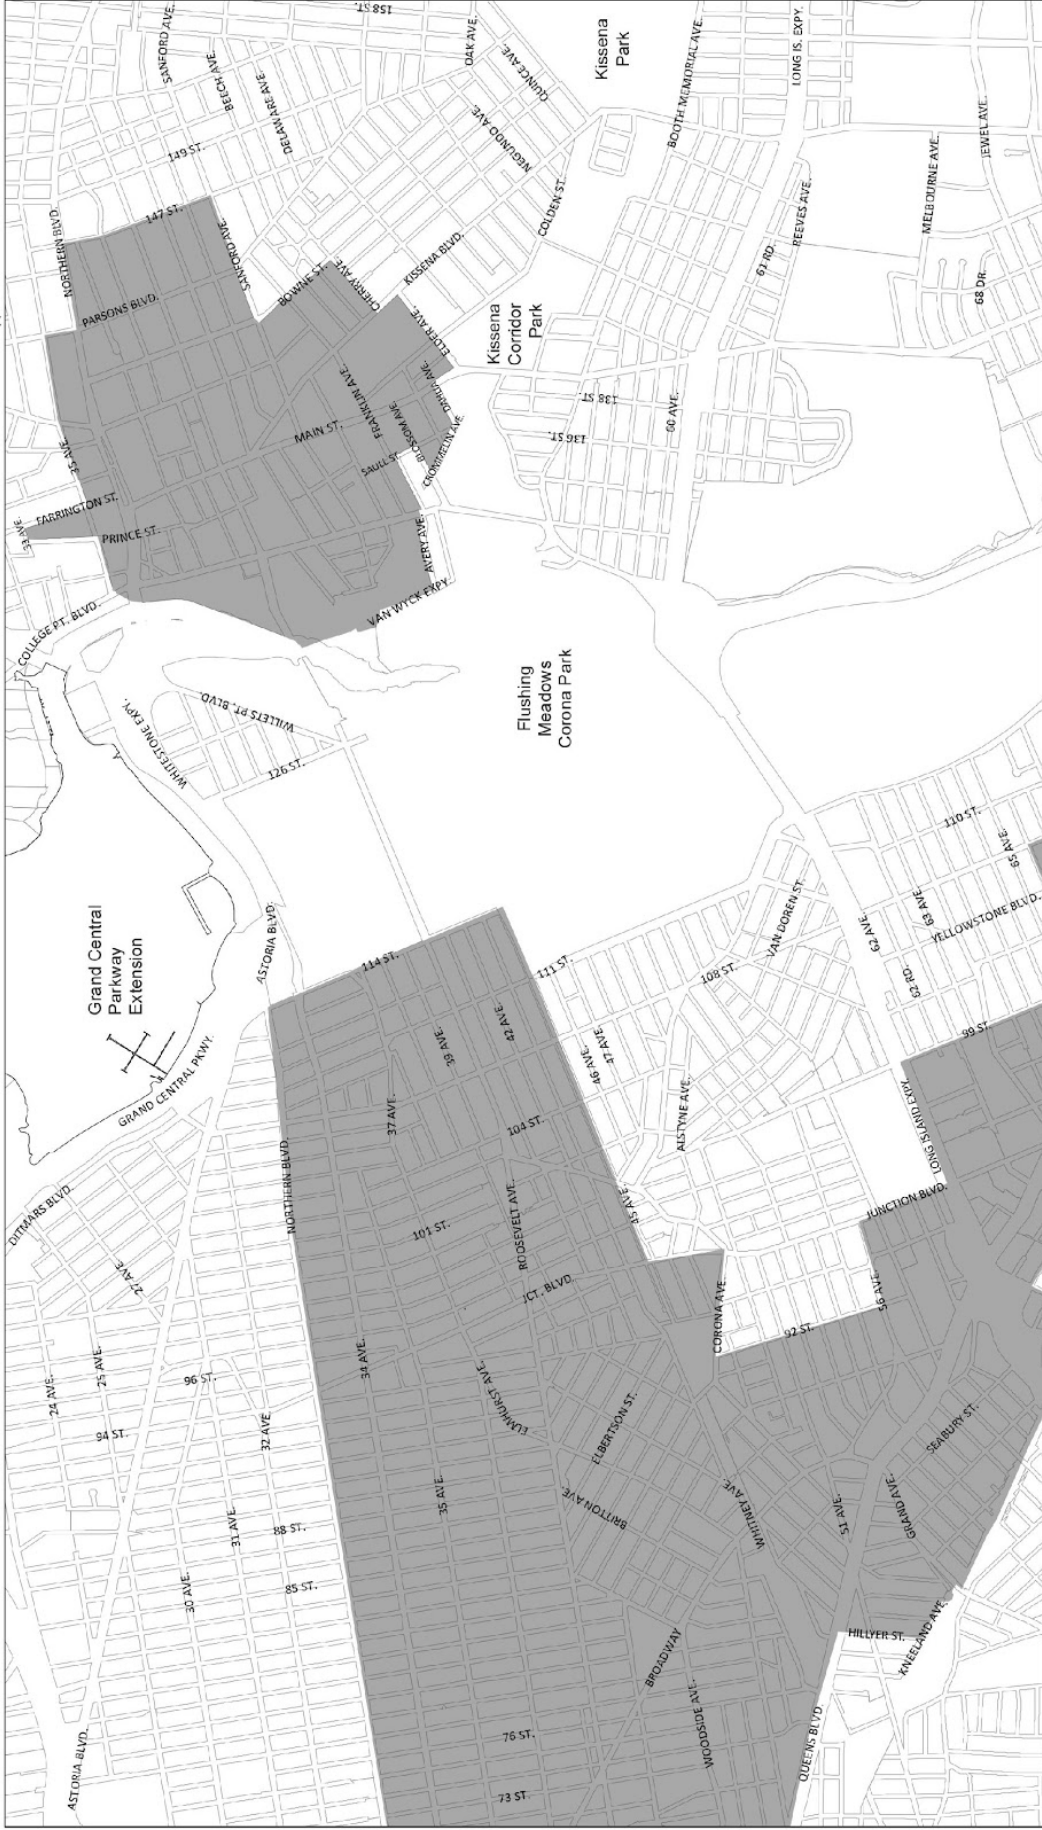 158 ST.
SANFORD AVE.
OAK AVE.
BEECH AVE.
DELAWARE AVE.
QUINCE AVE.
Kissena
Park
BOOTH MEMORIAL AVE.
LONG IS. EXPY.
149 ST.
NEGUNDO AVE.
JEWEL AVE.
MELBOURNE AVE.
COLDEN ST.
REEVES AVE.
147 ST.
NORTHERN BLVD.
SANFORD AVE.
61 RD.
KISSENA BLVD.
BOWNE ST.
CHERRY AVE
68 DR.
PARSONS BLVD.
ELDER AVE.
Kissena
Corridor
Park
FRANKLIN AVE.
DAHLIA AVE.
138 ST.
60 AVE.
MAIN ST.
BLOSSOM AVE.
136 ST.
35 AVE.
SAULL ST
CROMMELIN AVE.
FARRINGTON ST.
33 AVE.
PRINCE ST.
AVERY AVE.
VAN WYCK EXPY.
COLLEGE PT. BLVD.
Flushing
Meadows
Corona Park
WILLETS PT. BLVD.
WHITESTONE EXPY.
126 ST.
110 ST.
65 AVE.
Grand Central
Parkway
Extension
ASTORIA BLVD.
VAN DOREN ST.
63 AVE.
YELLOWSTONE BLVD.
62 AVE.
114 ST.
111 ST.
108 ST.
62 RD.
42 AVE.
39 AVE.
99 ST.
46 AVE.
47 AVE.
GRAND CENTRAL PKWY.
37 AVE.
104 ST.
ALSTYNE AVE.
LONG ISLAND EXPY.
NORTHERN BLVD.
DITMARS BLVD.
45 AVE.
JUNCTION BLVD.
101 ST.
ROOSEVELT AVE.
27 AVE
JCT. BLVD.
56 AVE.
CORONA AVE.
92 ST.
34 AVE.
25 AVE.
24 AVE.
96 ST.
ELMHURST AVE.
94 ST.
32 AVE.
ELBERTSON ST.
SEABURY ST.
35 AVE.
BRITTON AVE.
WHITNEY AVE.
51 AVE.
GRAND AVE.
31 AVE.
88 ST.
85 ST.
30 AVE.
HILLYER ST.
KNEELAND AVE.
BROADWAY
76 ST.
WOODSIDE AVE.
QUEENS BLVD.
ASTORIA BLVD.
73 ST.